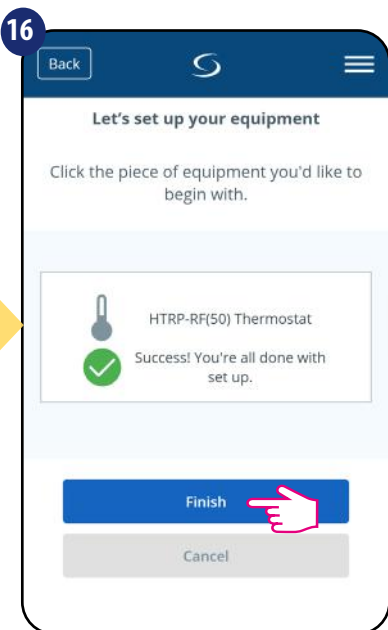 16
Back
Let's set up your equipment
Click the piece of equipment you'd like to
begin with.
HTRP-RF(50) Thermostat
Success! You're all done with
set up.
Finish
Cancel